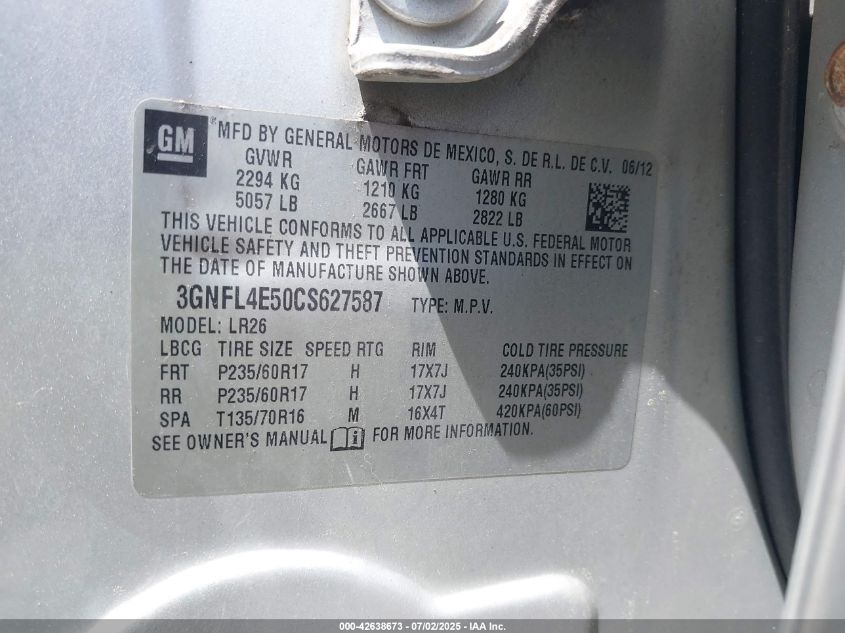 GM
® MFD BY GENERAL MOTORS DE MEXICO, S. DE R.L. DE C.V. 06/12
GVWR GAWR FRT GAWR RR
2294 KG 1210 KG 1280 KG
5057 LB 2667 LB 2822 LB
THIS VEHICLE CONFORMS TO ALL APPLICABLE U.S. FEDERAL MOTOR
VEHICLE SAFETY AND THEFT PREVENTION STANDARDS IN EFFECT ON
THE DATE OF MANUFACTURE SHOWN ABOVE.
3GNFL4E50CS627587 TYPE: M.P.V.
MODEL: LR26
LBCG TIRE SIZE SPEED RTG RIM COLD TIRE PRESSURE
FRT P235/60R17 H 17X7J 240KPA(35PSI)
RR P235/60R17 H 17X7J 240KPA(35PSI)
SPA T135/70R16 M 16X4T 420KPA(60PSI)
SEE OWNER'S MANUAL i FOR MORE INFORMATION.
000-42638673 - 07/02/2025 - IAA Inc.